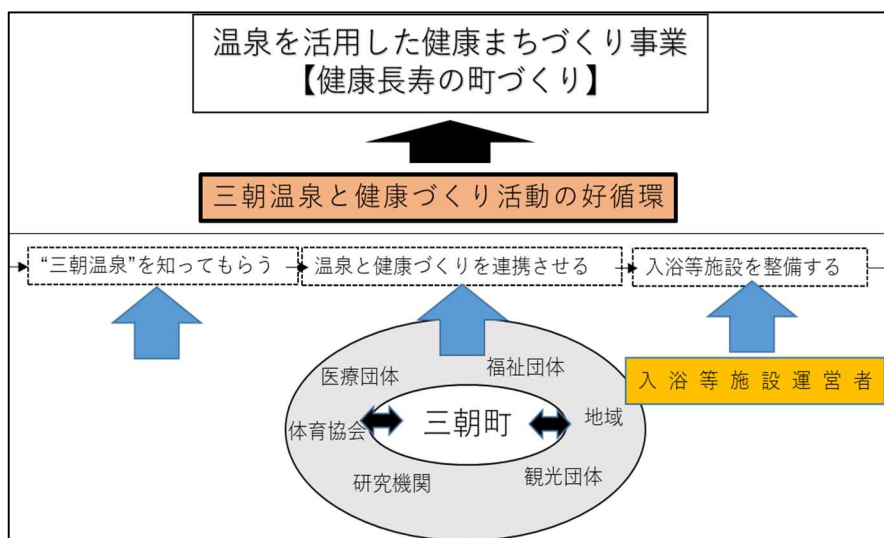 温泉を活用した健康まちづくり事業
【健康長寿の町づくり】
三朝温泉と健康づくり活動の好循環
“三朝温泉”を知ってもらう
温泉と健康づくりを連携させる
入浴等施設を整備する
医療団体
福祉団体
入浴等施設運営者
体育協会
三朝町
地域
研究機関
観光団体